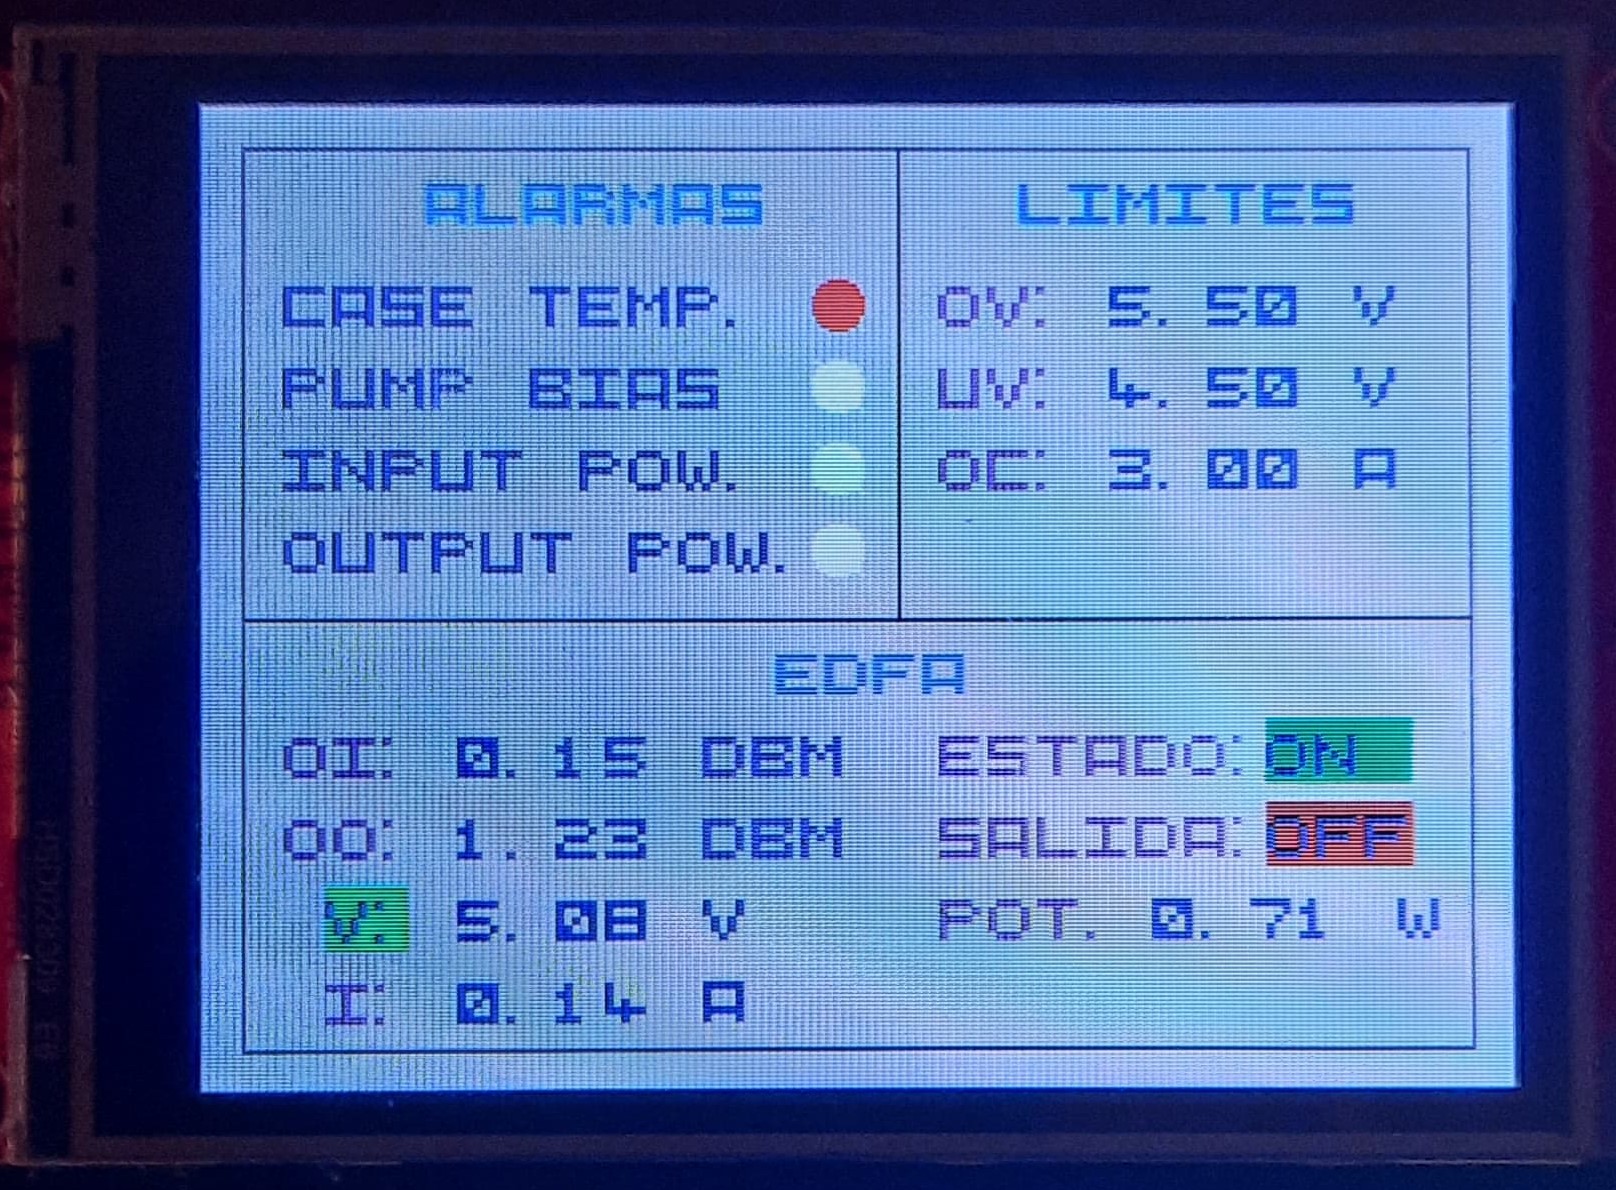 ALARMAS
CASE TEMP.
PUMP BIAS
INPUT POW.
OUTPUT POW.
LIMITES
OV: 5.50 V
UV: 4.50 V
OC: 3.00 A
EDFA
OI: 0.15 DBM
OO: 1.23 DBM
V: 5.08 V
I: 0.14 A
ESTADO: ON
SALIDA: OFF
POT. 0.71 W